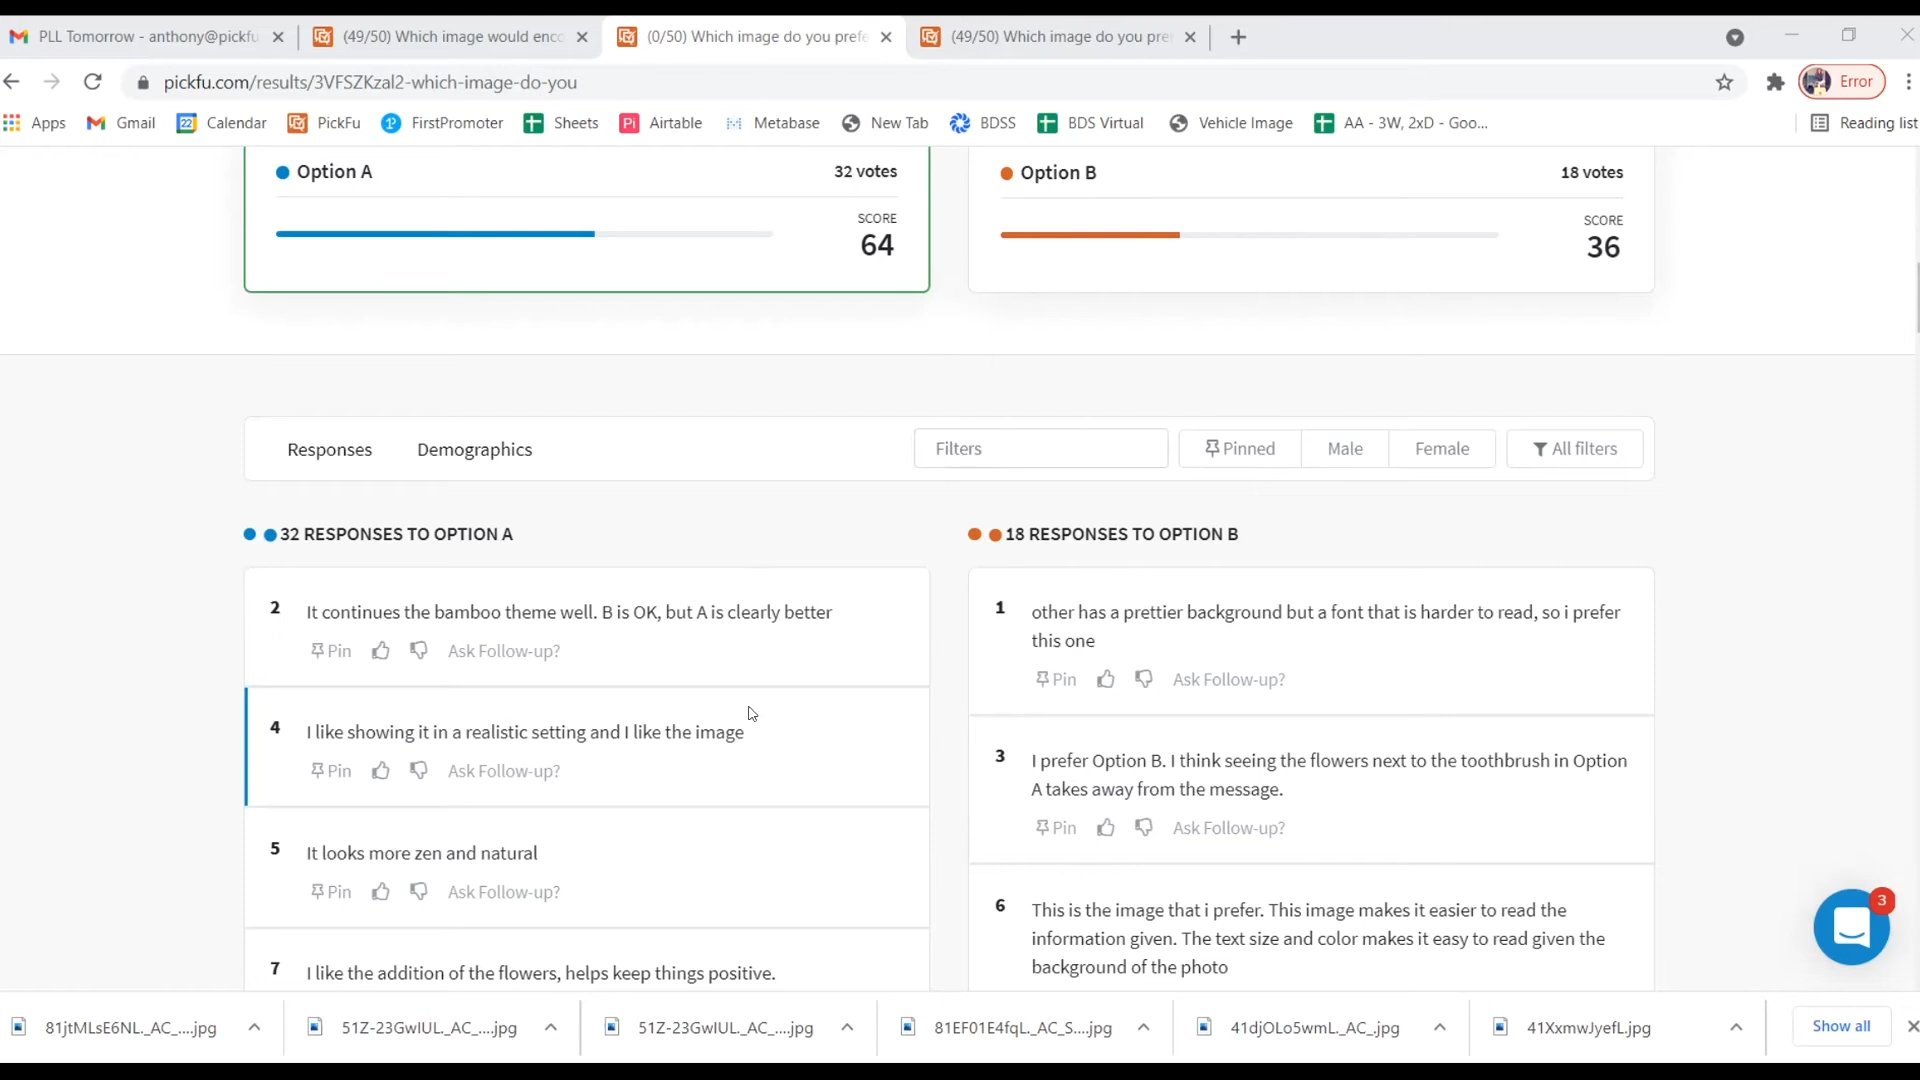 PLL Tomorrow - anthony@pickfu
(49/50) Which image would enco
(0/50) Which image do you prefe
(49/50) Which image do you pre
pickfu.com/results/3VFSZKzal2-which-image-do-you
Error
Apps
Gmail
Calendar
PickFu
FirstPromoter
Sheets
Airtable
Metabase
New Tab
BDSS
BDS Virtual
Vehicle Image
AA - 3W, 2xD - Goo...
Reading list
Option A
32 votes
SCORE
64
Option B
18 votes
SCORE
36
Responses
Demographics
Filters
Pinned
Male
Female
All filters
32 RESPONSES TO OPTION A
2
It continues the bamboo theme well. B is OK, but A is clearly better
Pin
Ask Follow-up?
4
I like showing it in a realistic setting and I like the image
Pin
Ask Follow-up?
5
It looks more zen and natural
Pin
Ask Follow-up?
7
I like the addition of the flowers, helps keep things positive.
18 RESPONSES TO OPTION B
1
other has a prettier background but a font that is harder to read, so i prefer
this one
Pin
Ask Follow-up?
3
I prefer Option B. I think seeing the flowers next to the toothbrush in Option
A takes away from the message.
Pin
Ask Follow-up?
6
This is the image that i prefer. This image makes it easier to read the
information given. The text size and color makes it easy to read given the
background of the photo
3
81jtMLsE6NL._AC_....jpg
51Z-23GwIUL._AC_....jpg
51Z-23GwIUL._AC_....jpg
81EF01E4fqL._AC_S....jpg
41djOLo5wmL._AC_.jpg
41XxmwJyefL.jpg
Show all